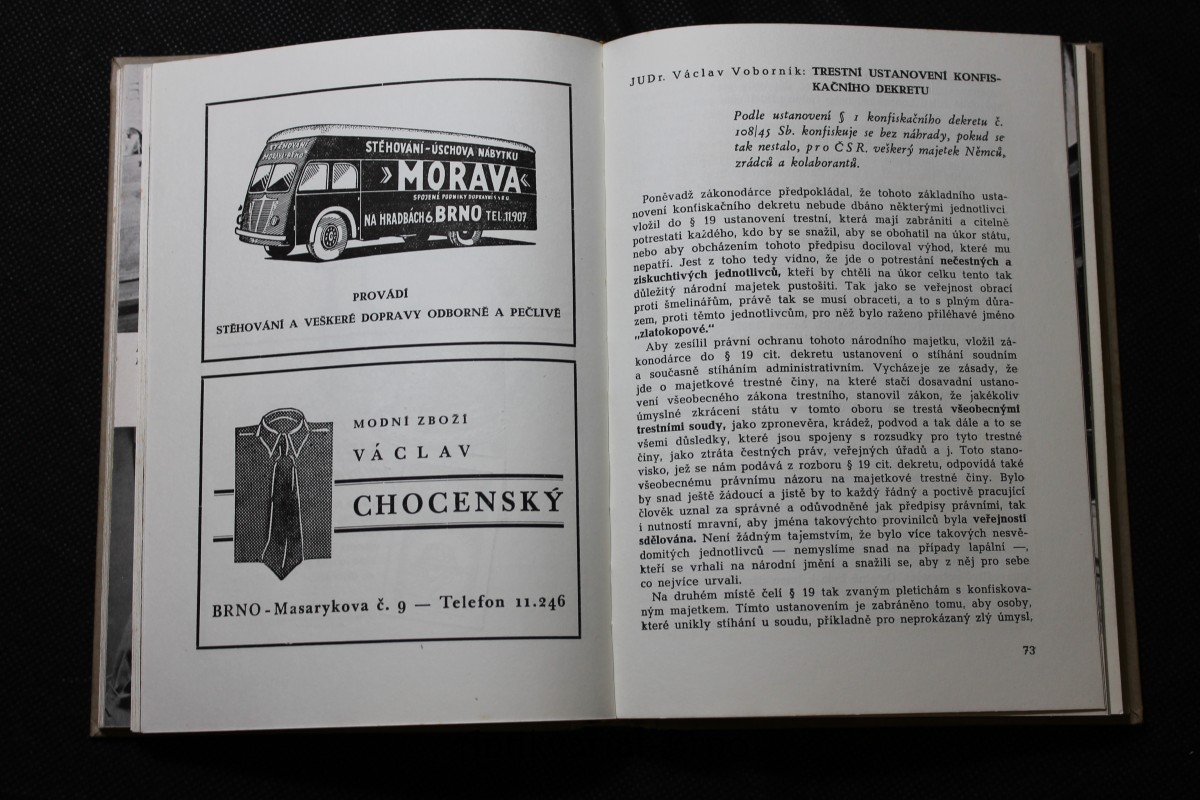 STĚHOVÁNÍ
STĚHOVÁNÍ - ÚSCHOVA NÁBYTKU
» MORAVA «
SPOJENÉ PODNIKY DOPRAVNÍ S S R.O.
NA HRADBÁCH 6. BRNO TEL. 11.907
PROVÁDÍ
STĚHOVÁNÍ A VEŠKERÉ DOPRAVY ODBORNĚ A PEČLIVĚ
MODNÍ ZBOŽÍ
VÁCLAV
CHOCENSKÝ
BRNO - Masarykova č. 9 — Telefon 11.246
JUDr. Václav Voborník: TRESTNÍ USTANOVENÍ KONFIS-
KAČNÍHO DEKRETU
Podle ustanovení § 1 konfiskačního dekretu č.
108/45 Sb. konfiskuje se bez náhrady, pokud se
tak nestalo, pro ČSR. veškerý majetek Němců,
zrádců a kolaborantů.
Poněvadž zákonodárce předpokládal, že tohoto základního usta-
novení konfiskačního dekretu nebude dbáno některými jednotlivci
vložil do § 19 ustanovení trestní, která mají zabrániti a citelně
potrestati každého, kdo by se snažil, aby se obohatil na úkor státu,
nebo aby obcházením tohoto předpisu dociloval výhod, které mu
nepatří. Jest z toho tedy vidno, že jde o potrestání nečestných a
ziskuchtivých jednotlivců, kteří by chtěli na úkor celku tento tak
důležitý národní majetek pustošiti. Tak jako se veřejnost obrací
proti šmelinářům, právě tak se musí obraceti, a to s plným důra-
zem, proti těmto jednotlivcům, pro něž bylo raženo přiléhavé jméno
„zlatokopové.“
Aby zesílil právní ochranu tohoto národního majetku, vložil zá-
konodárce do § 19 cit. dekretu ustanovení o stíhání soudním
a současně stíháním administrativním. Vycházeje ze zásady, že
jde o majetkové trestné činy, na které stačí dosavadní ustano-
vení všeobecného zákona trestního, stanovil zákon, že jakékoliv
úmyslné zkrácení státu v tomto oboru se trestá všeobecnými
trestními soudy, jako zpronevěra, krádež, podvod a tak dále a to se
všemi důsledky, které jsou spojeny s rozsudky pro tyto trestné
činy, jako ztráta čestných práv, veřejných úřadů a j. Toto stano-
visko, jež se nám podává z rozboru § 19 cit. dekretu, odpovídá také
všeobecnému právnímu názoru na majetkové trestné činy. Bylo
by snad ještě žádoucí a jistě by to každý řádný a poctivě pracující
člověk uznal za správné a odůvodněné jak předpisy právními, tak
i nutností mravní, aby jména takovýchto provinilců byla veřejnosti
sdělována. Není žádným tajemstvím, že bylo více takových nesvě-
domitých jednotlivců — nemyslíme snad na případy lapální —,
kteří se vrhali na národní jmění a snažili se, aby z něj pro sebe
co nejvíce urvali.
Na druhém místě čelí § 19 tak zvaným pletichám s konfiskova-
ným majetkem. Tímto ustanovením je zabráněno tomu, aby osoby,
které unikly stíhání u soudu, příkladně pro neprokázaný zlý úmysl,
73